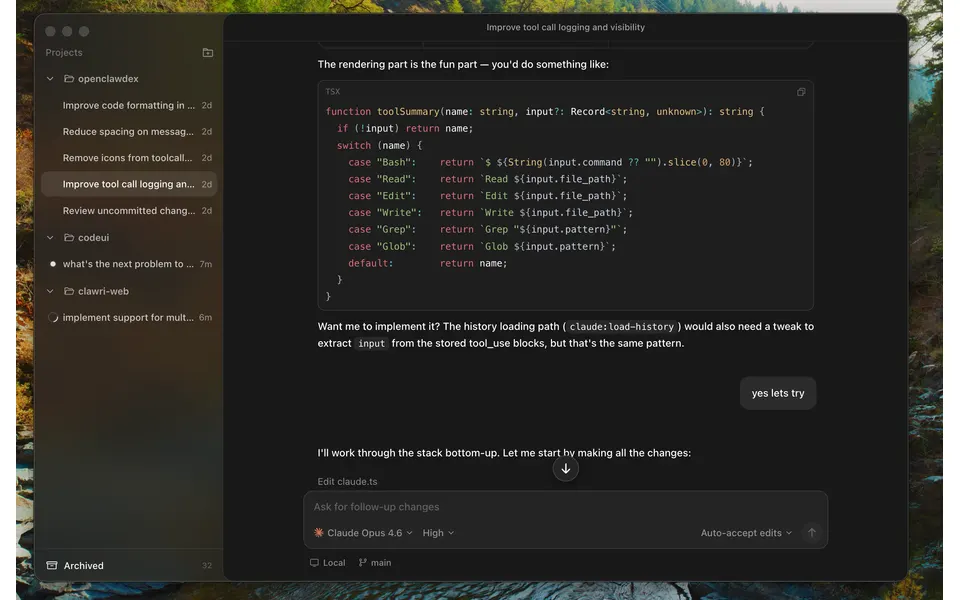 Improve tool call logging and visibility
Projects
openclawdex
Improve code formatting in ... 2d
Reduce spacing on messag... 2d
Remove icons from toolcall... 2d
Improve tool call logging an... 2d
Review uncommitted chang... 2d
codeui
what's the next problem to ... 7m
clawri-web
implement support for mult... 6m
Archived 32
The rendering part is the fun part — you'd do something like:
TSX
function toolSummary(name: string, input?: Record<string, unknown>): string {
  if (!input) return name;
  switch (name) {
    case "Bash":    return `$ ${String(input.command ?? "").slice(0, 80)}`;
    case "Read":    return `Read ${input.file_path}`;
    case "Edit":    return `Edit ${input.file_path}`;
    case "Write":   return `Write ${input.file_path}`;
    case "Grep":    return `Grep "${input.pattern}"`;
    case "Glob":    return `Glob ${input.pattern}`;
    default:        return name;
  }
}
Want me to implement it? The history loading path ( claude:load-history ) would also need a tweak to
extract input from the stored tool_use blocks, but that's the same pattern.
yes lets try
I'll work through the stack bottom-up. Let me start by making all the changes:
Edit claude.ts
Ask for follow-up changes
Claude Opus 4.6 High Auto-accept edits
Local main